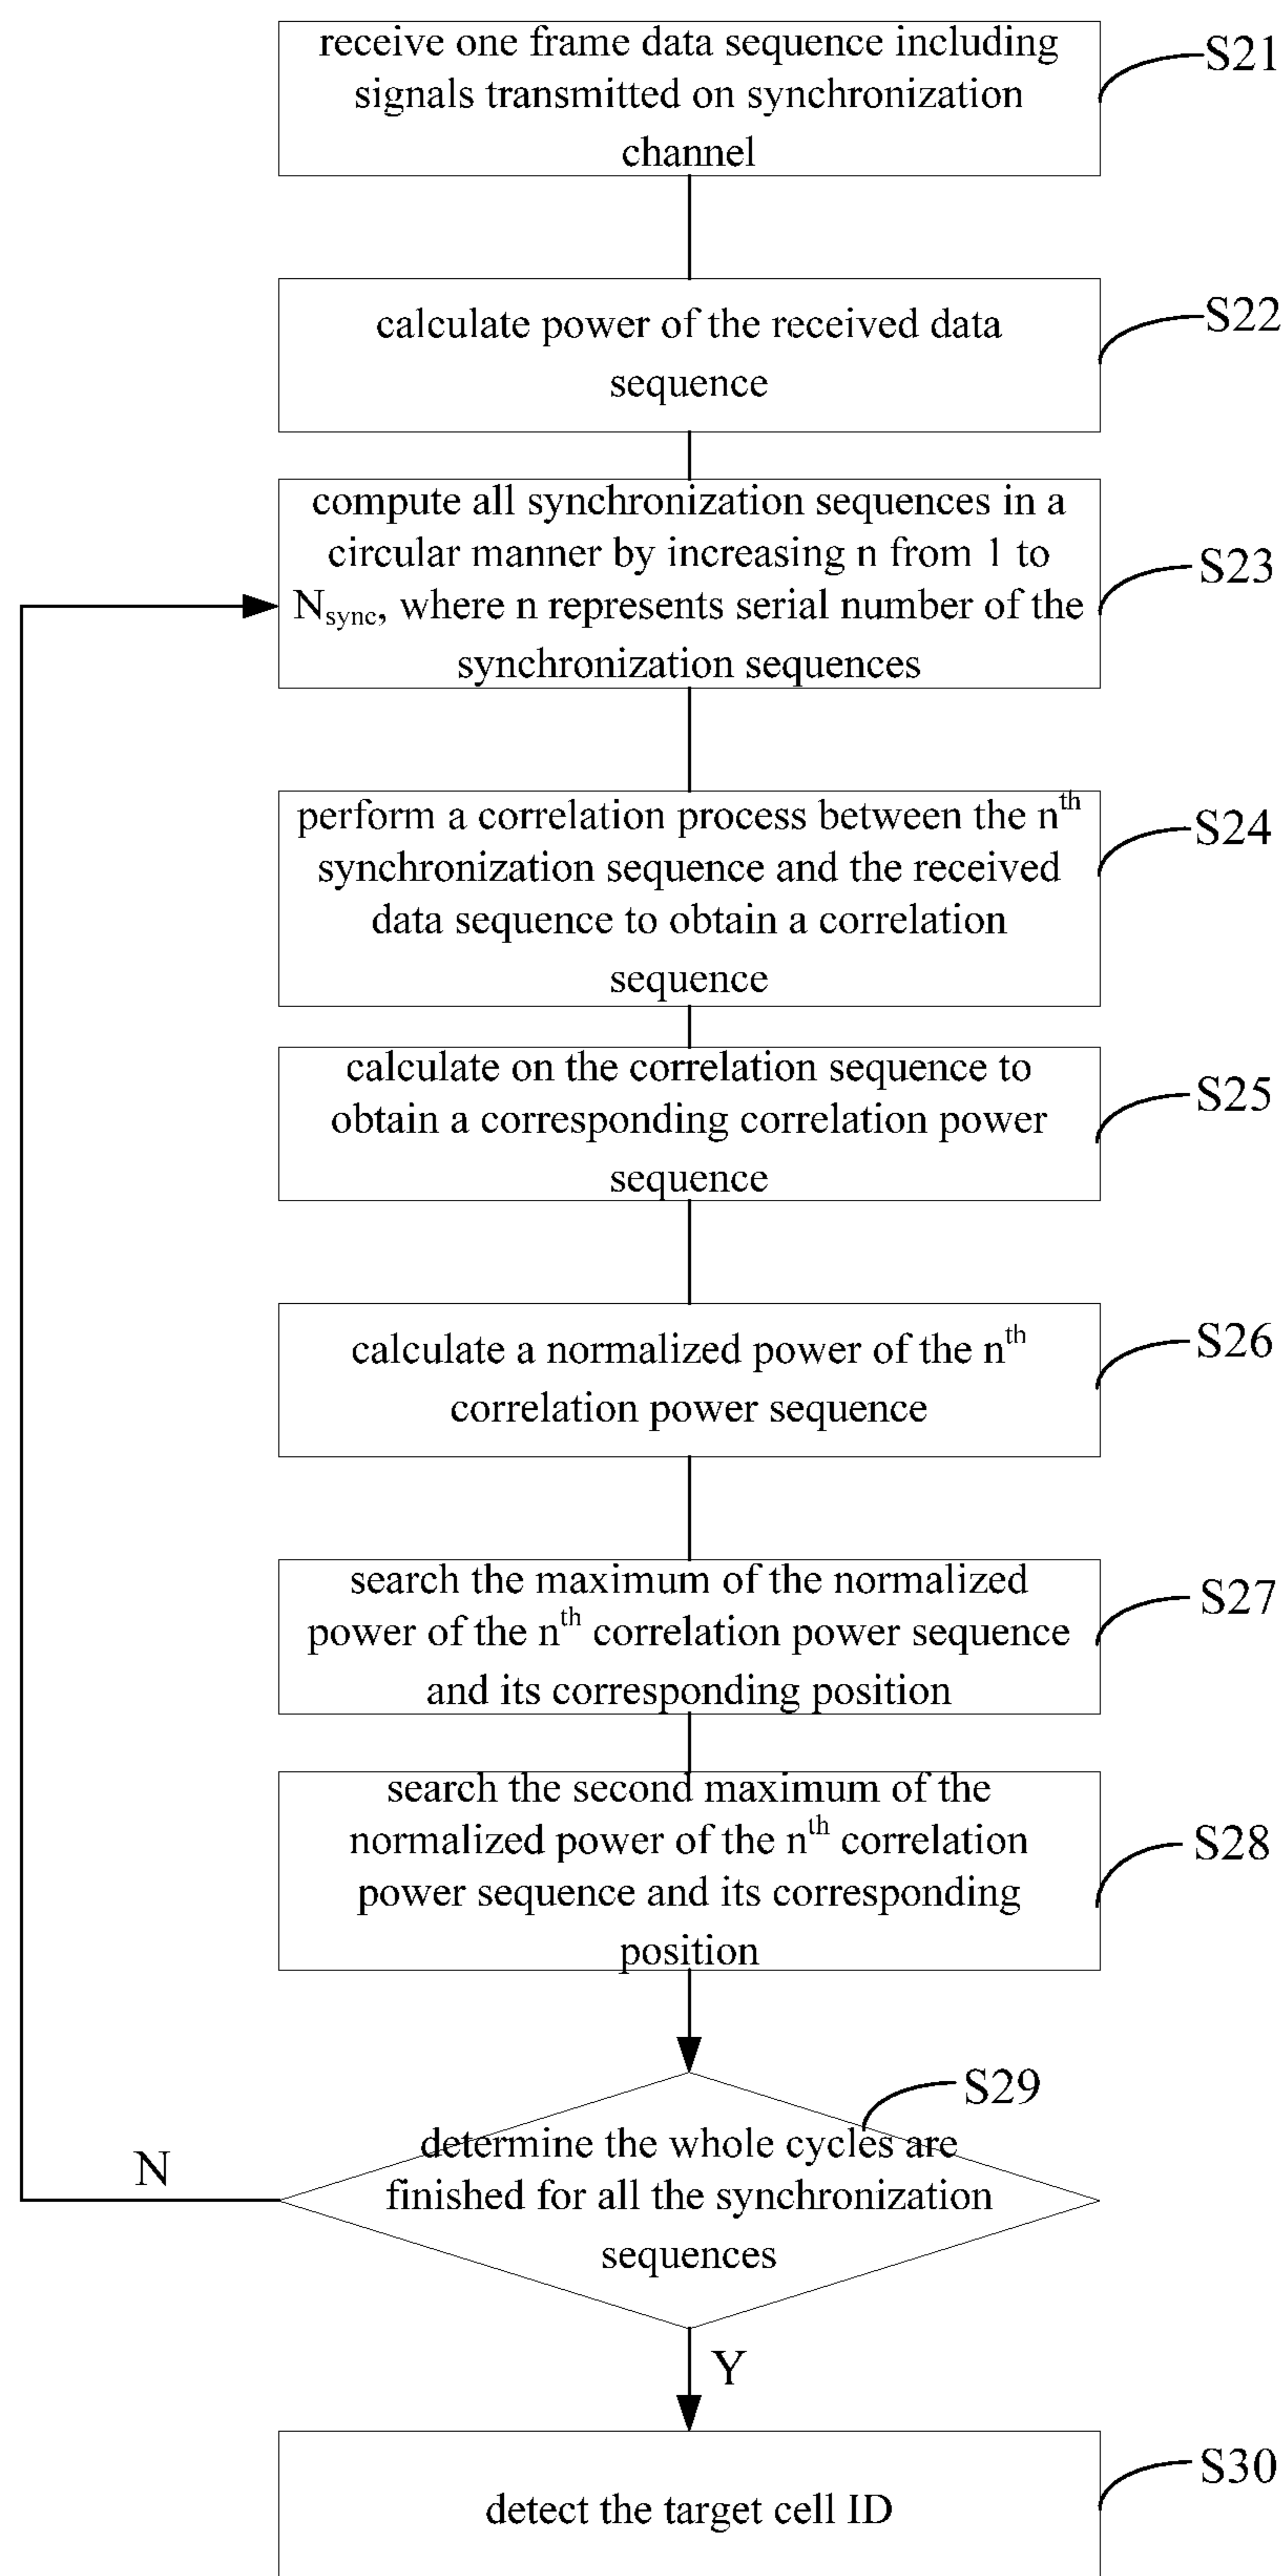 receive one frame data sequence including
signals transmitted on synchronization
channel
S21
calculate power of the received data
sequence
S22
compute all synchronization sequences in a
circular manner by increasing n from 1 to
Nsync, where n represents serial number of the
synchronization sequences
S23
perform a correlation process between the nth
synchronization sequence and the received
data sequence to obtain a correlation
sequence
S24
calculate on the correlation sequence to
obtain a corresponding correlation power
sequence
S25
calculate a normalized power of the nth
correlation power sequence
S26
search the maximum of the normalized
power of the nth correlation power sequence
and its corresponding position
S27
search the second maximum of the
normalized power of the nth correlation
power sequence and its corresponding
position
S28
S29
determine the whole cycles are
finished for all the synchronization
sequences
N
Y
detect the target cell ID
S30